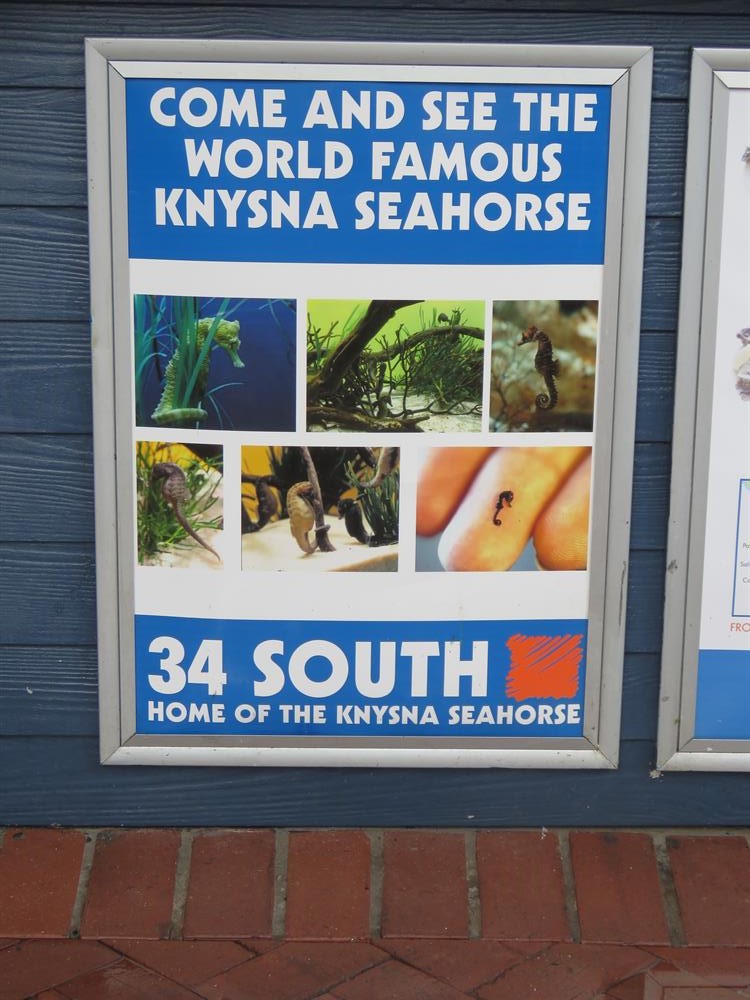 COME AND SEE THE
WORLD FAMOUS
KNYSNA SEAHORSE
34 SOUTH
HOME OF THE KNYSNA SEAHORSE